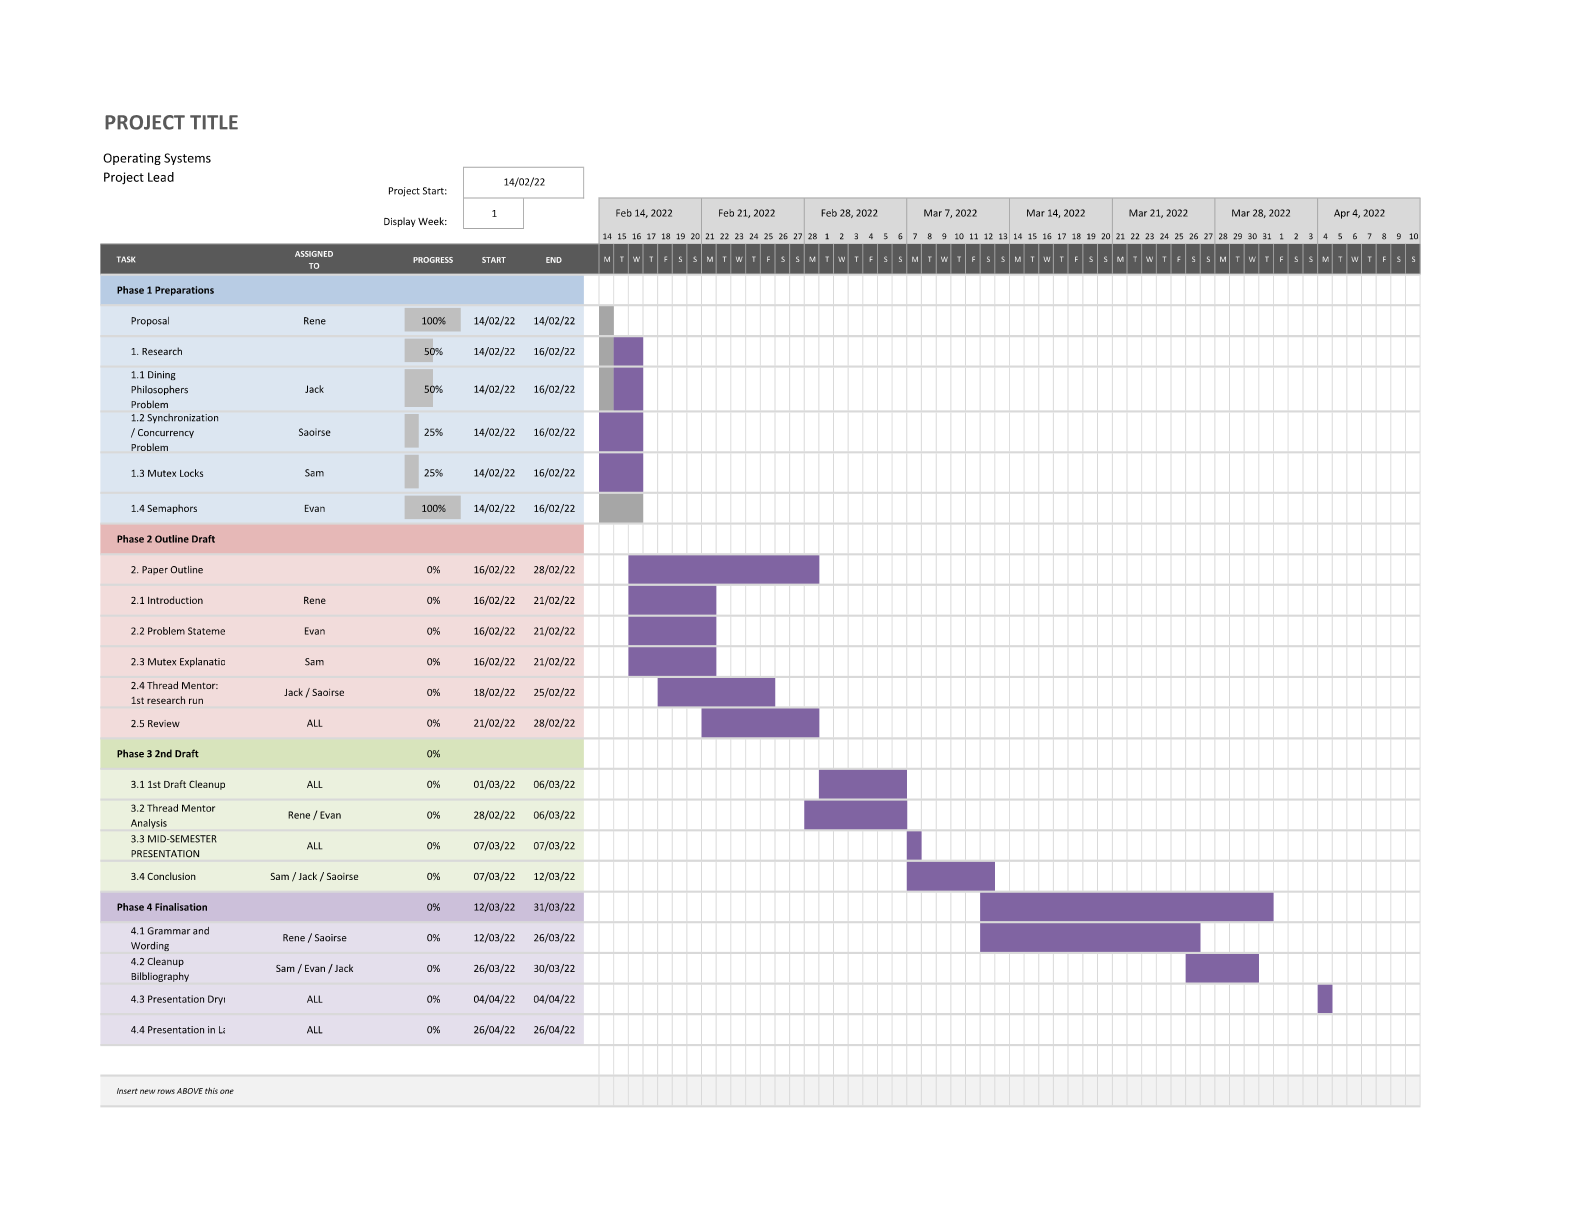 PROJECT TITLE
Operating Systems
Project Lead
Project Start: 14/02/22
Display Week: 1
Feb 14, 2022 Feb 21, 2022 Feb 28, 2022 Mar 7, 2022 Mar 14, 2022 Mar 21, 2022 Mar 28, 2022 Apr 4, 2022
14 15 16 17 18 19 20 21 22 23 24 25 26 27 28 1 2 3 4 5 6 7 8 9 10 11 12 13 14 15 16 17 18 19 20 21 22 23 24 25 26 27 28 29 30 31 1 2 3 4 5 6 7 8 9 10
TASK ASSIGNED TO PROGRESS START END M T W T F S S M T W T F S S M T W T F S S M T W T F S S M T W T F S S M T W T F S S M T W T F S S M T W T F S S
Phase 1 Preparations
Proposal Rene 100% 14/02/22 14/02/22
1. Research 50% 14/02/22 16/02/22
1.1 Dining
Philosophers
Problem
Jack 50% 14/02/22 16/02/22
1.2 Synchronization
/ Concurrency
Problem
Saoirse 25% 14/02/22 16/02/22
1.3 Mutex Locks Sam 25% 14/02/22 16/02/22
1.4 Semaphors Evan 100% 14/02/22 16/02/22
Phase 2 Outline Draft
2. Paper Outline 0% 16/02/22 28/02/22
2.1 Introduction Rene 0% 16/02/22 21/02/22
2.2 Problem Stateme Evan 0% 16/02/22 21/02/22
2.3 Mutex Explanatio Sam 0% 16/02/22 21/02/22
2.4 Thread Mentor:
1st research run
Jack / Saoirse 0% 18/02/22 25/02/22
2.5 Review ALL 0% 21/02/22 28/02/22
Phase 3 2nd Draft 0%
3.1 1st Draft Cleanup ALL 0% 01/03/22 06/03/22
3.2 Thread Mentor
Analysis
Rene / Evan 0% 28/02/22 06/03/22
3.3 MID-SEMESTER
PRESENTATION
ALL 0% 07/03/22 07/03/22
3.4 Conclusion Sam / Jack / Saoirse 0% 07/03/22 12/03/22
Phase 4 Finalisation 0% 12/03/22 31/03/22
4.1 Grammar and
Wording
Rene / Saoirse 0% 12/03/22 26/03/22
4.2 Cleanup
Bilbliography
Sam / Evan / Jack 0% 26/03/22 30/03/22
4.3 Presentation ALL 0% 04/04/22 04/04/22
4.4 Presentation in ALL 0% 26/04/22 26/04/22
Insert new rows ABOVE this one